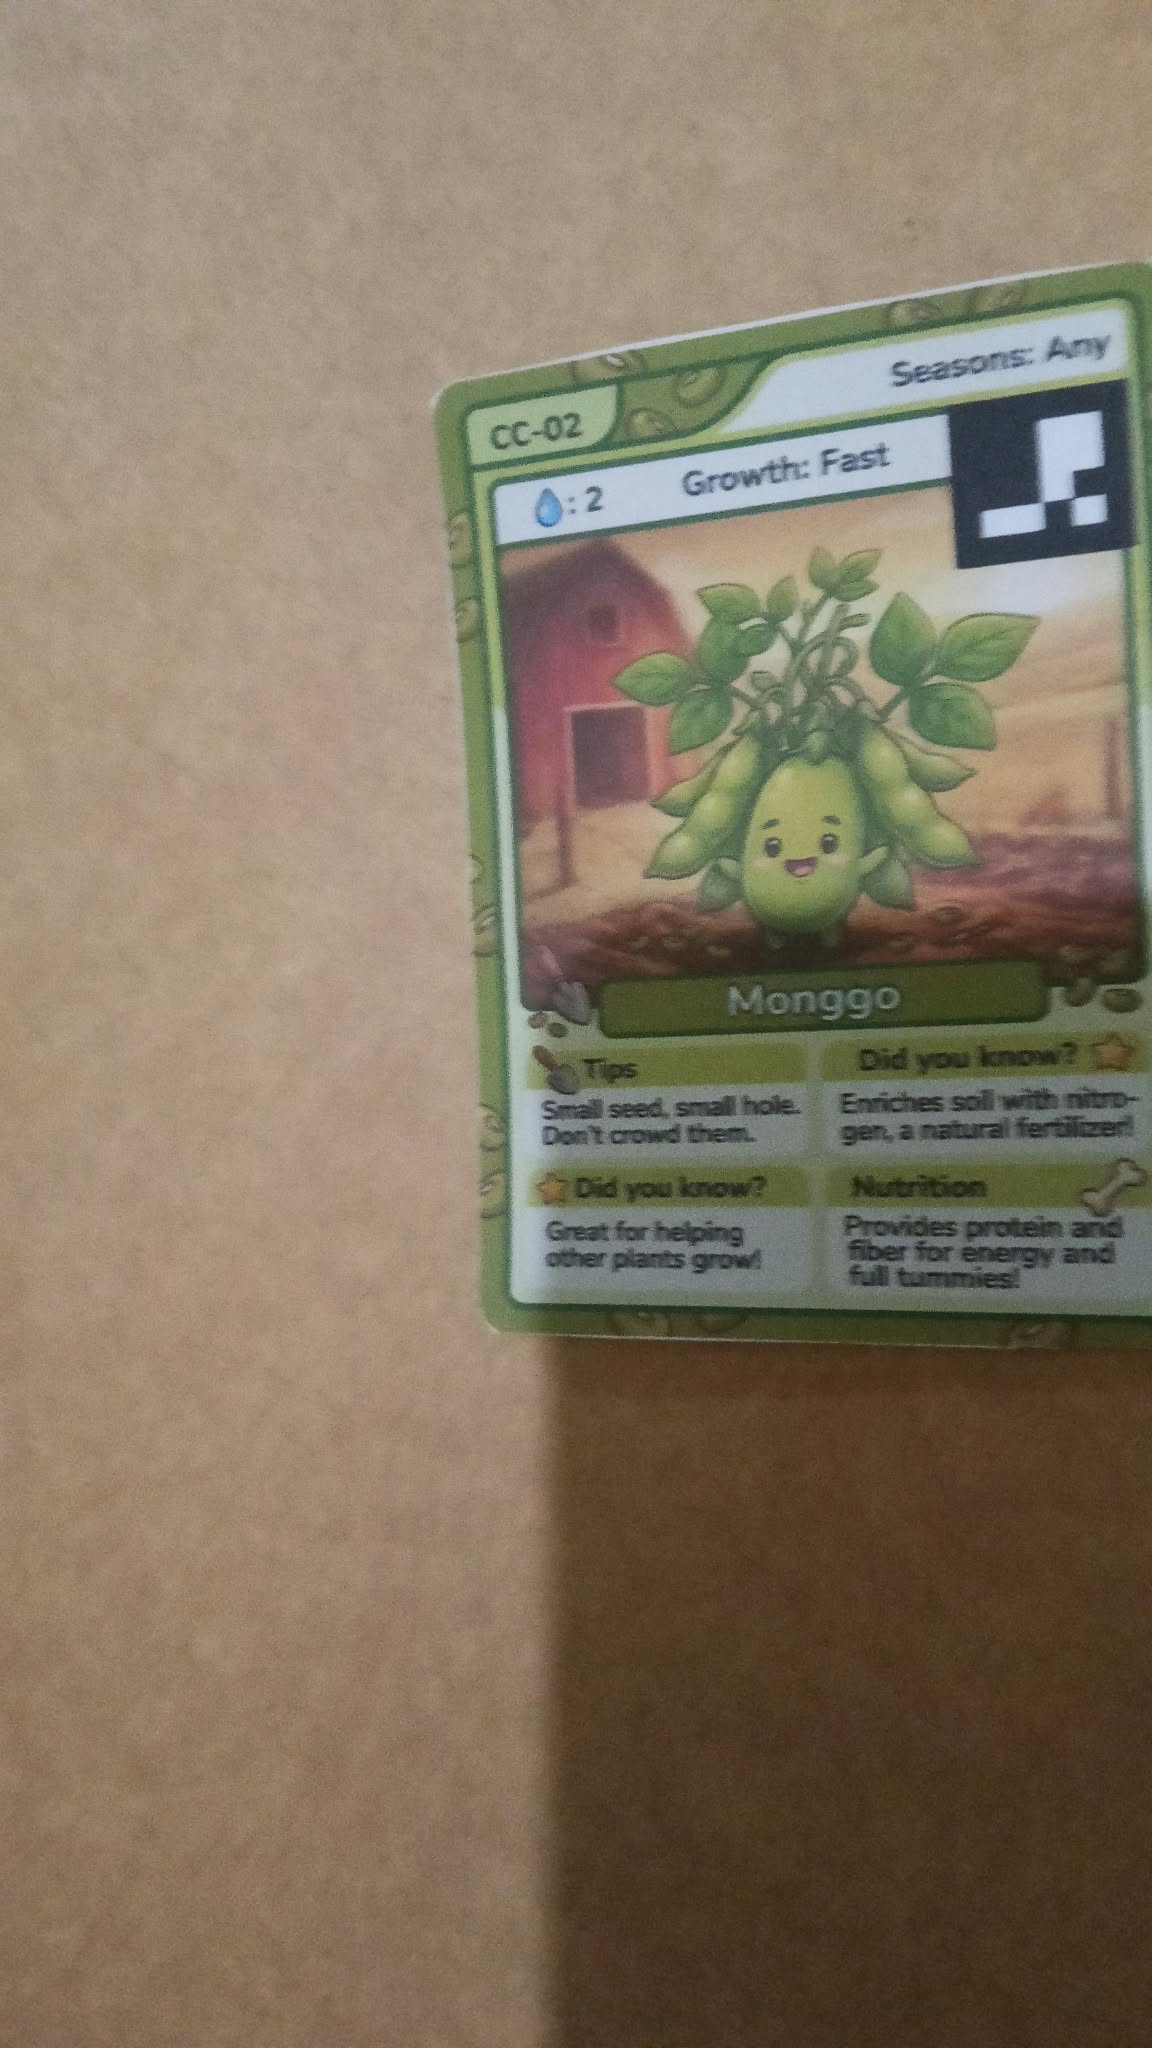 Seasons: Any
CC-02
💧: 2
Growth: Fast
Monggo
Tips
Small seed, small hole.
Don't crowd them.
Did you know?
Enriches soil with nitro-
gen, a natural fertilizer!
Did you know?
Great for helping
other plants grow!
Nutrition
Provides protein and
fiber for energy and
full tummies!